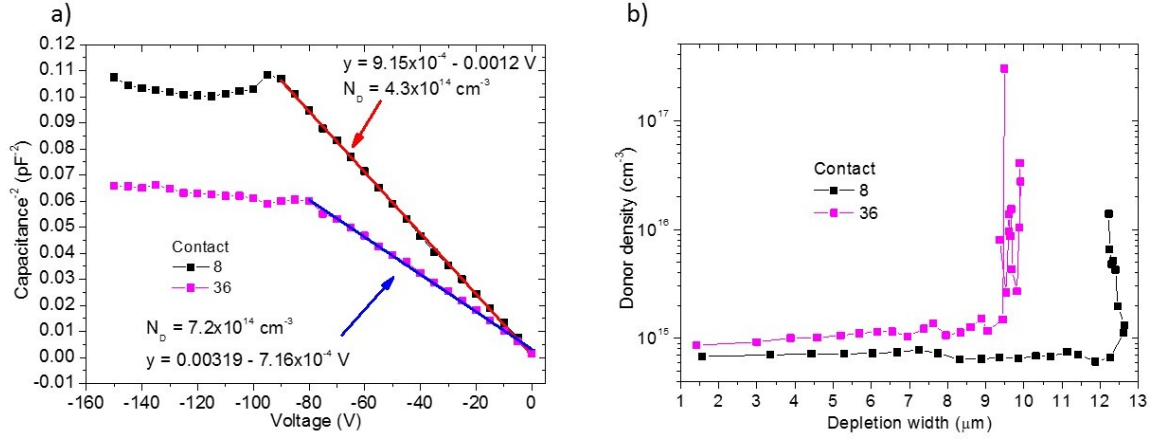 a)
b)
Capacitance⁻² (pF⁻²)
0.12
0.11
0.10
0.09
0.08
0.07
0.06
0.05
0.04
0.03
0.02
0.01
0.00
-0.01
y = 9.15x10⁻⁴ - 0.0012 V
N_D = 4.3x10¹⁴ cm⁻³
Contact
8
36
N_D = 7.2x10¹⁴ cm⁻³
y = 0.00319 - 7.16x10⁻⁴ V
-160 -140 -120 -100 -80 -60 -40 -20 0
Voltage (V)
Donor density (cm⁻³)
10¹⁷
10¹⁶
10¹⁵
Contact
8
36
1 2 3 4 5 6 7 8 9 10 11 12 13
Depletion width (μm)